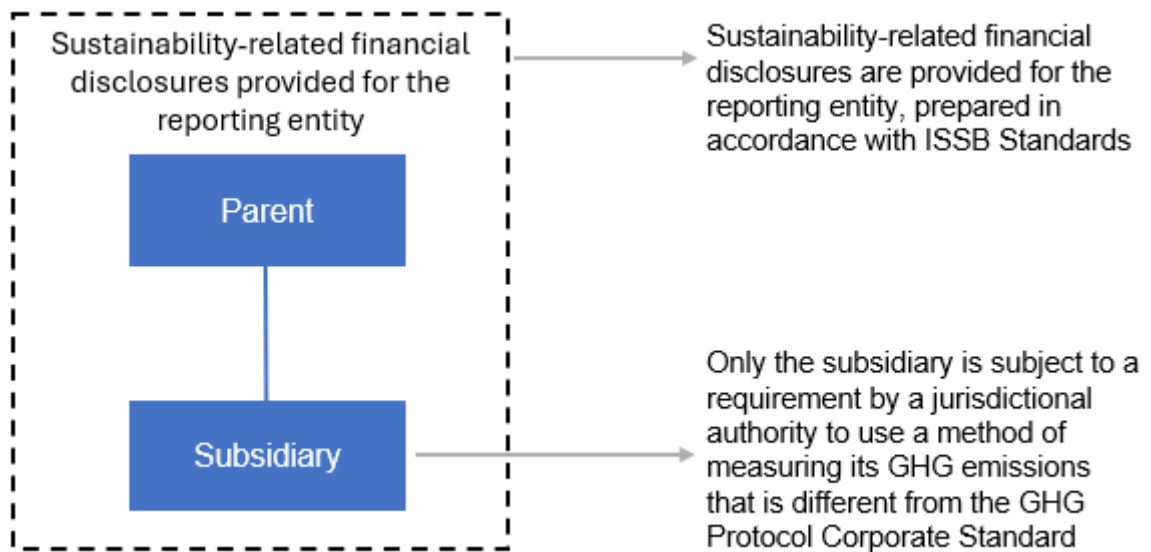 Sustainability-related financial
disclosures provided for the
reporting entity
Sustainability-related financial
disclosures are provided for the
reporting entity, prepared in
accordance with ISSB Standards
Parent
Subsidiary
Only the subsidiary is subject to a
requirement by a jurisdictional
authority to use a method of
measuring its GHG emissions
that is different from the GHG
Protocol Corporate Standard